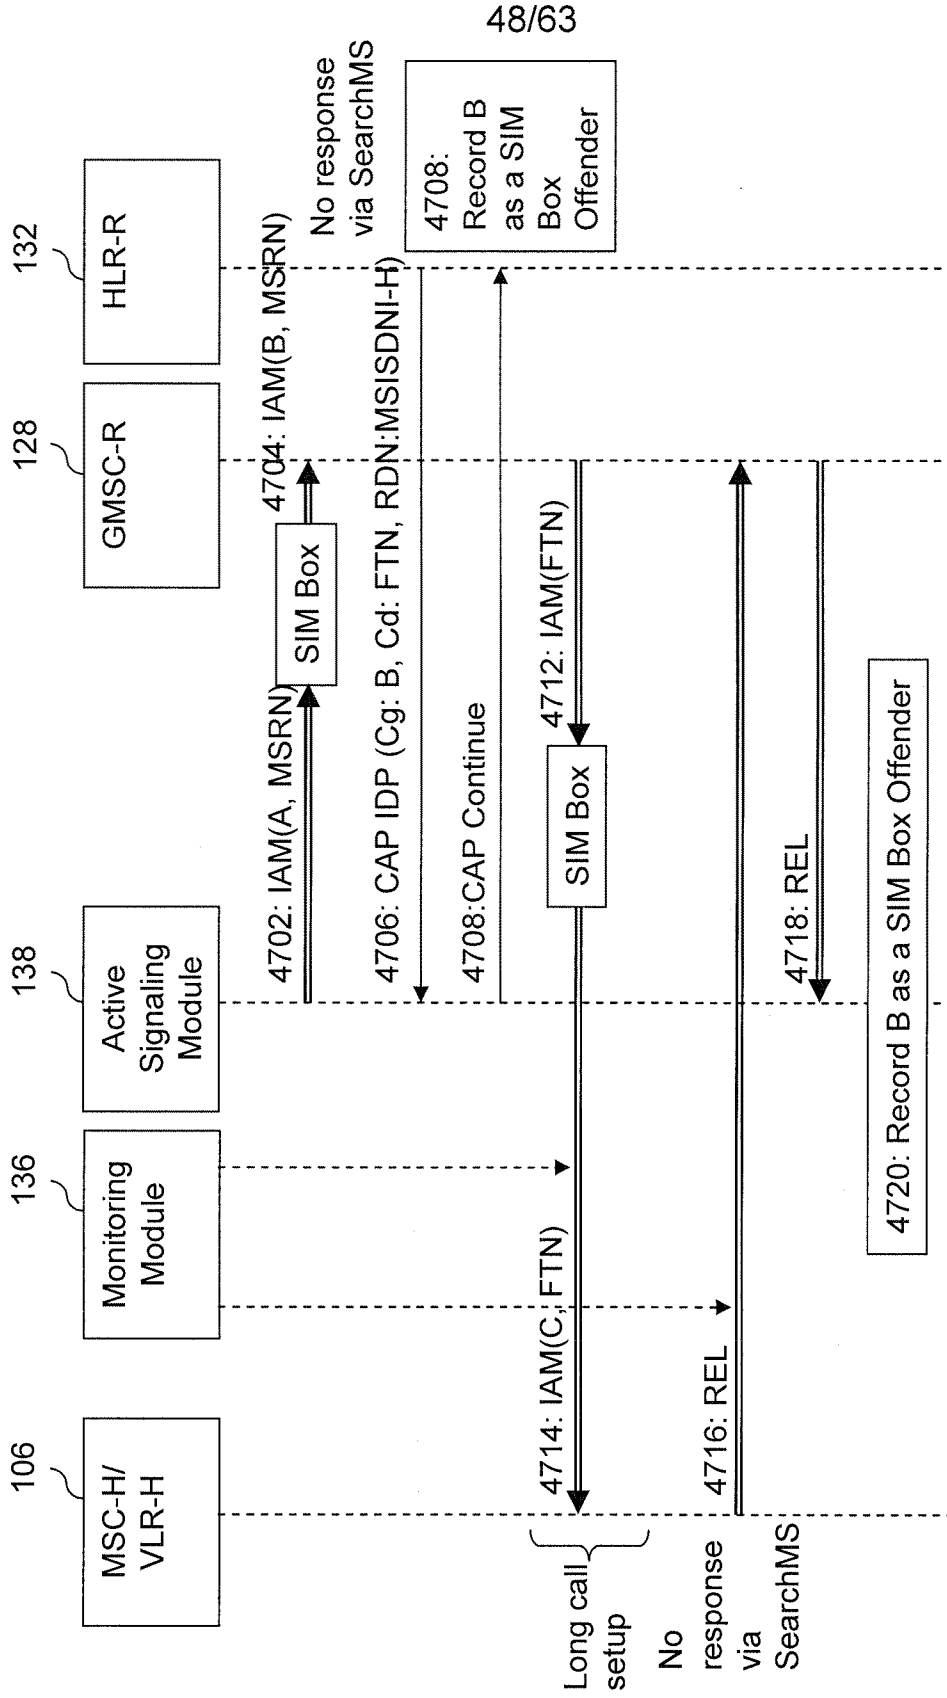 48/63
106
136
138
128
132
MSC-H/
VLR-H
Monitoring
Module
Active
Signaling
Module
GMSC-R
HLR-R
4702: IAM(A, MSRN)
SIM Box
4704: IAM(B, MSRN)
No response
via SearchMS
4706: CAP IDP (Cg: B, Cd: FTN, RDN:MSISDNI-H)
4708:CAP Continue
4708:
Record B
as a SIM
Box
Offender
4712: IAM(FTN)
SIM Box
4714: IAM(C, FTN)
Long call
setup
No
response
via
SearchMS
4716: REL
4718: REL
4720: Record B as a SIM Box Offender